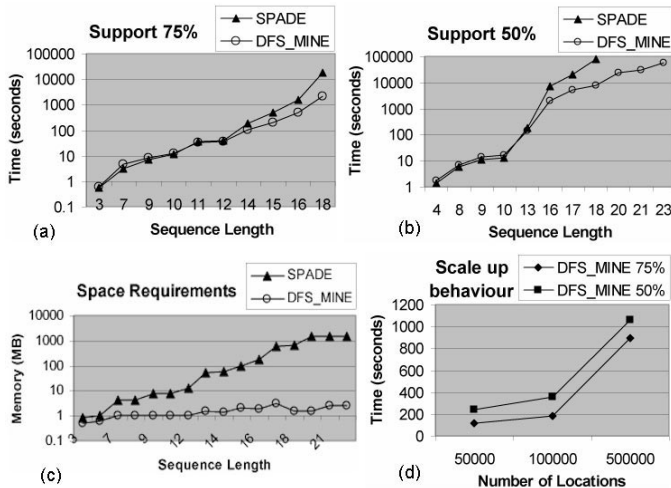 Support 75%
SPADE
DFS_MINE
Time (seconds)
100000
10000
1000
100
10
1
0.1
3 7 9 10 11 12 14 15 16 18
(a)
Sequence Length
Support 50%
SPADE
DFS_MINE
Time (seconds)
100000
10000
1000
100
10
1
4 8 9 10 13 16 17 18 20 21 23
(b)
Sequence Length
Space Requirements
SPADE
DFS_MINE
Memory (MB)
10000
1000
100
10
1
0.1
3 7 9 12 14 16 18 21
(c)
Sequence Length
Scale up
behaviour
DFS_MINE 75%
DFS_MINE 50%
Time (seconds)
1200
1000
800
600
400
200
0
50000 100000 500000
(d)
Number of Locations